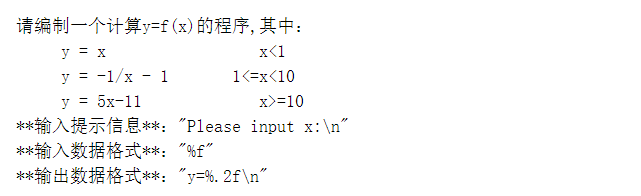 请编制一个计算y=f(x)的程序,其中:
y = x x<1
y = -1/x - 1 1<=x<10
y = 5x-11 x>=10
**输入提示信息**: "Please input x:\n"
**输入数据格式**: "%f"
**输出数据格式**: "y=%.2f\n"